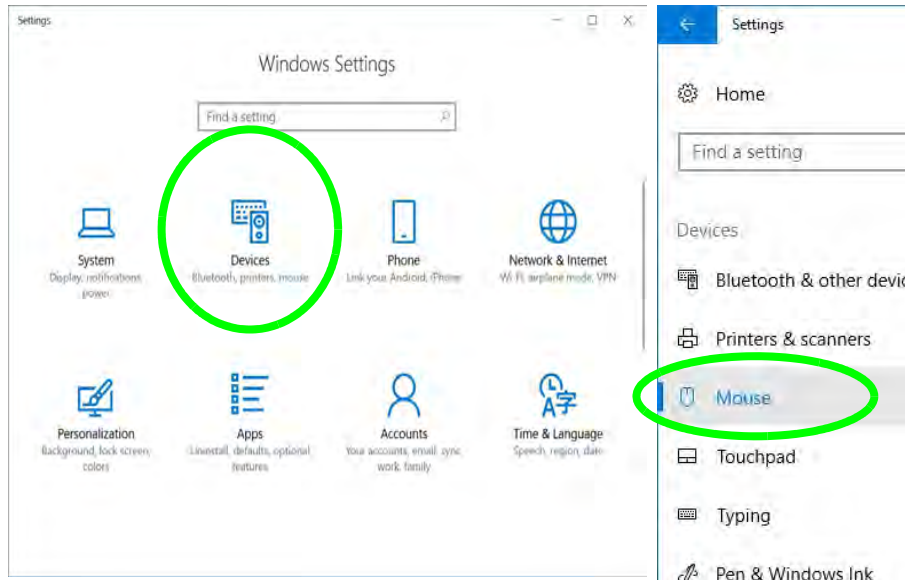 Settings
Windows Settings
Find a setting
System
Display, notifications,
power
Devices
Bluetooth, printers, mouse
Phone
Link your Android, iPhone
Network & Internet
Wi-Fi, airplane mode, VPN
Personalization
Background, lock screen,
colors
Apps
Uninstall, defaults, optional
features
Accounts
Your accounts, email, sync,
work, family
Time & Language
Speech, region, date
A字
Settings
Home
Find a setting
Devices
Bluetooth & other devic
Printers & scanners
Mouse
Touchpad
Typing
Pen & Windows Ink